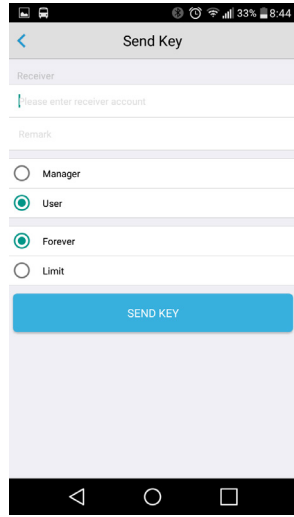 33% 8:44
Send Key
Receiver
Please enter receiver account
Remark
Manager
User
Forever
Limit
SEND KEY